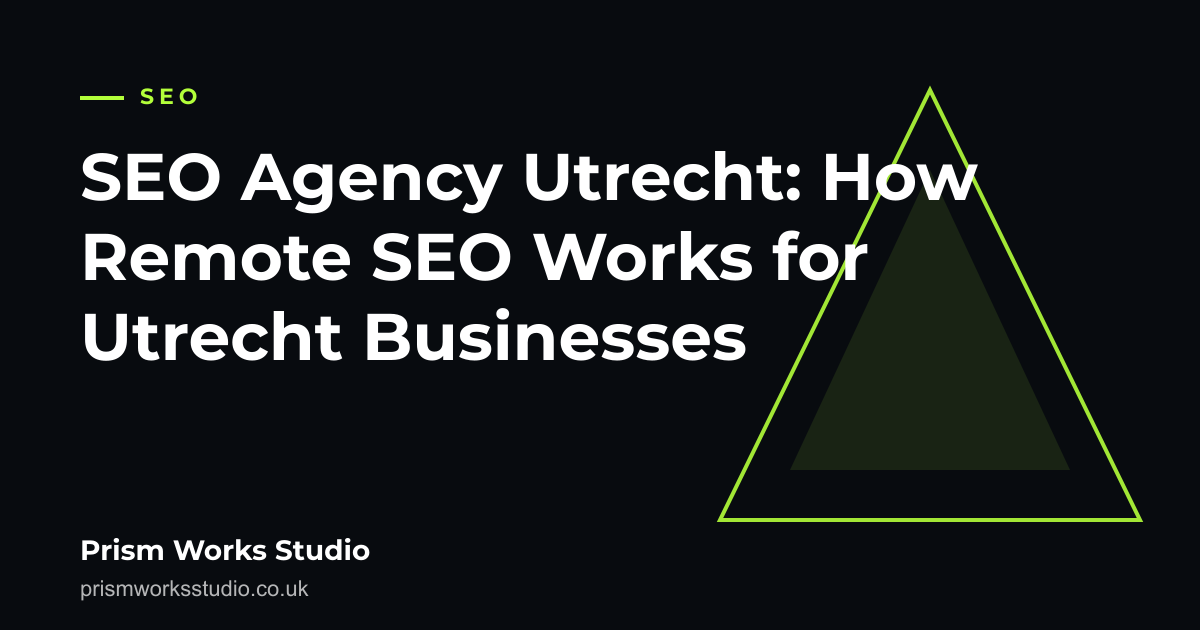 SEO
SEO Agency Utrecht: How
Remote SEO Works for
Utrecht Businesses
Prism Works Studio
prismworksstudio.co.uk